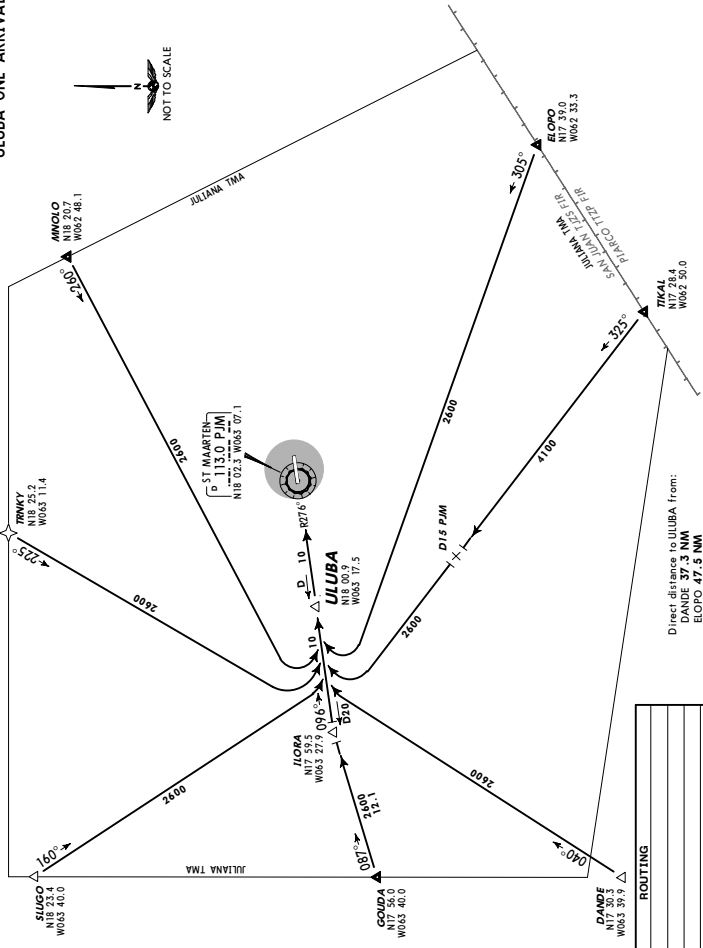 ULUBA ONE ARRIVAL
N
NOT TO SCALE
MNOLO
N18 20.7
W062 48.1
260°
JULIANA TMA
2600
TRNKY
N18 25.2
W063 11.4
225°
2600
ST MAARTEN
D 113.0 PJM
N18 02.3 W063 07.1
R276°
D 10
ULUBA
N18 00.9
W063 17.5
10
096°
D20
ILORA
N17 59.5
W063 27.9
ELOPO
N17 39.0
W062 33.3
305°
2600
JULIANA TMA
SAN JUAN TJZS FIR
PIARCO TTZP FIR
TIKAL
N17 28.4
W062 50.0
325°
4100
D15 PJM
2600
SLUGO
N18 23.4
W063 40.0
160°
2600
JULIANA TMA
GOUDA
N17 56.0
W063 40.0
087°
2600
12.1
DANDE
N17 30.3
W063 39.9
040°
2600
Direct distance to ULUBA from:
DANDE 37.3 NM
ELOPO 47.5 NM
ROUTING